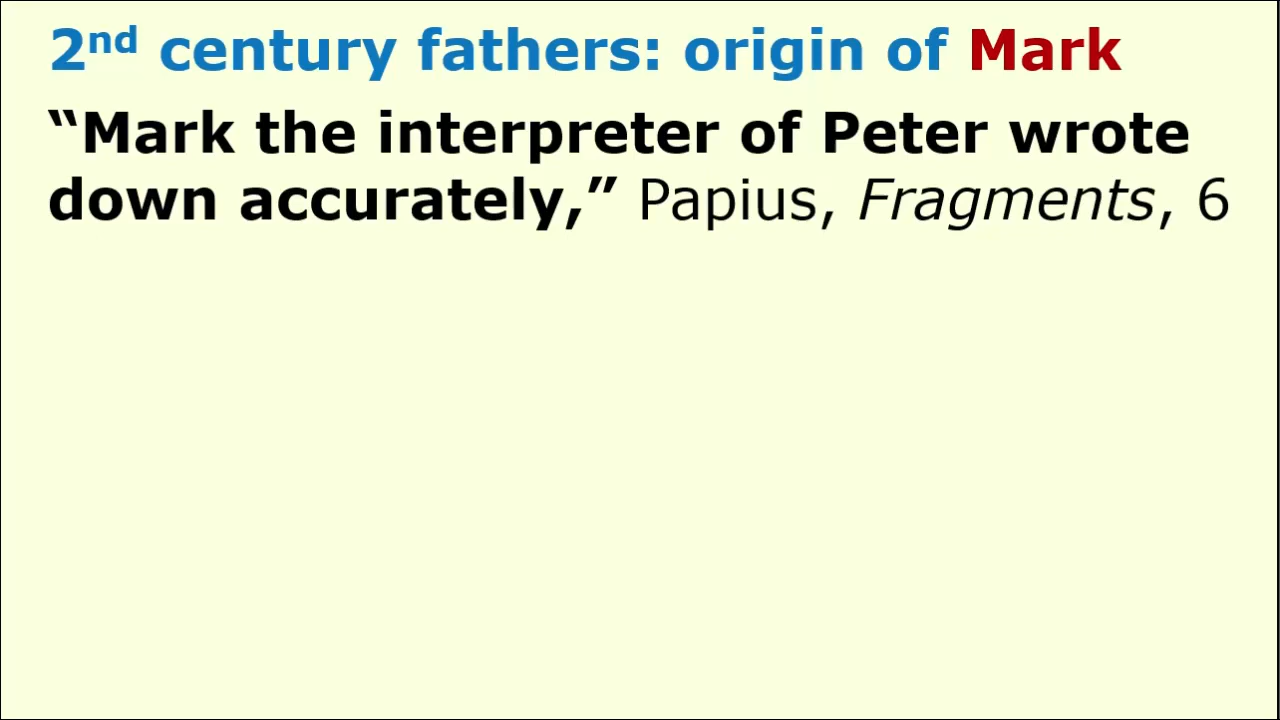 2nd century fathers: origin of Mark
“Mark the interpreter of Peter wrote
down accurately,” Papius, Fragments, 6